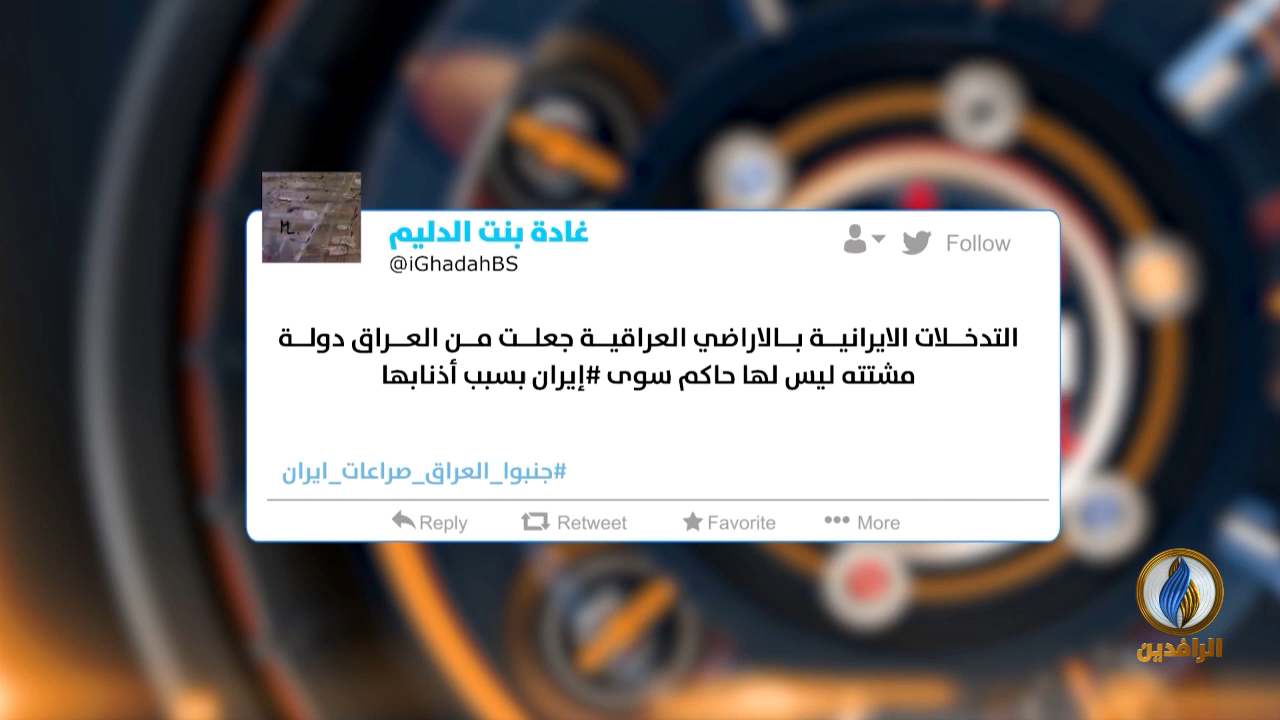 غادة بنت الدليم
@iGhadahBS
Follow
التدخلات الايرانية بالاراضي العراقية جعلت من العراق دولة
مشتته ليس لها حاكم سوى #إيران بسبب أذنابها
#جنبوا_العراق_صراعات_ايران
Reply Retweet Favorite More
الرافدين
ML.